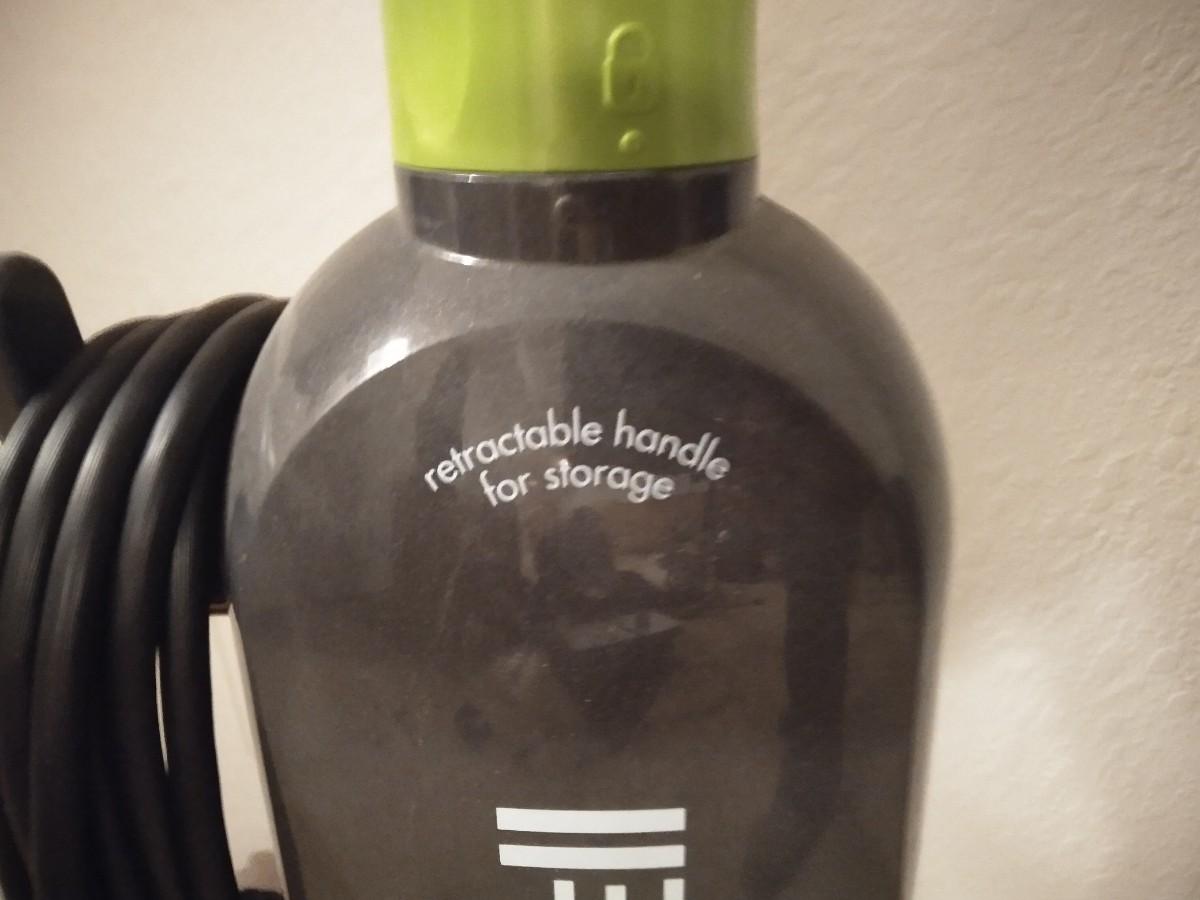 retractable handle
for storage